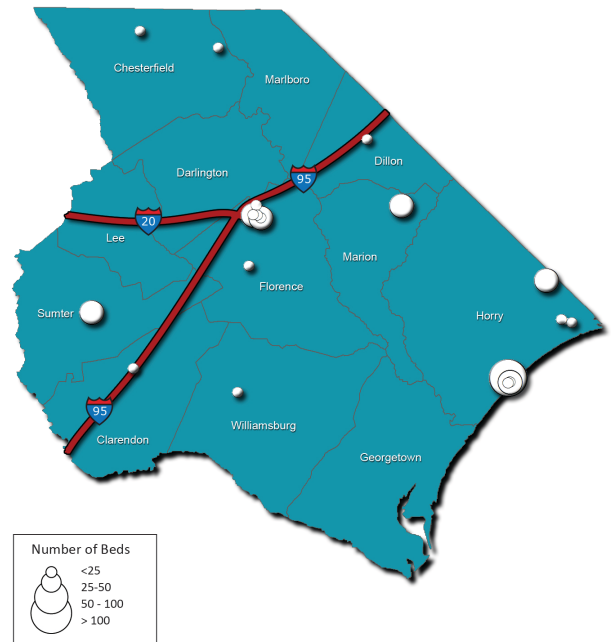 Chesterfield
Marlboro
Darlington
Dillon
95
20
Lee
Marion
Florence
Sumter
Horry
95
Clarendon
Williamsburg
Georgetown
Number of Beds
<25
25-50
50 - 100
> 100